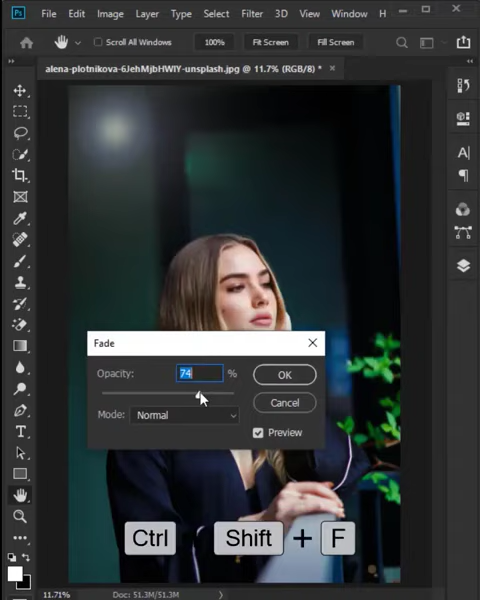 Ps File Edit Image Layer Type Select Filter 3D View Window H
Scroll All Windows 100% Fit Screen Fill Screen
alena-plotnikova-6JehMjbHWlY-unsplash.jpg @ 11.7% (RGB/8) *
Fade
Opacity: 74 % OK
Cancel
Mode: Normal
Preview
Ctrl Shift + F
11.71% Doc: 51.3M/51.3M